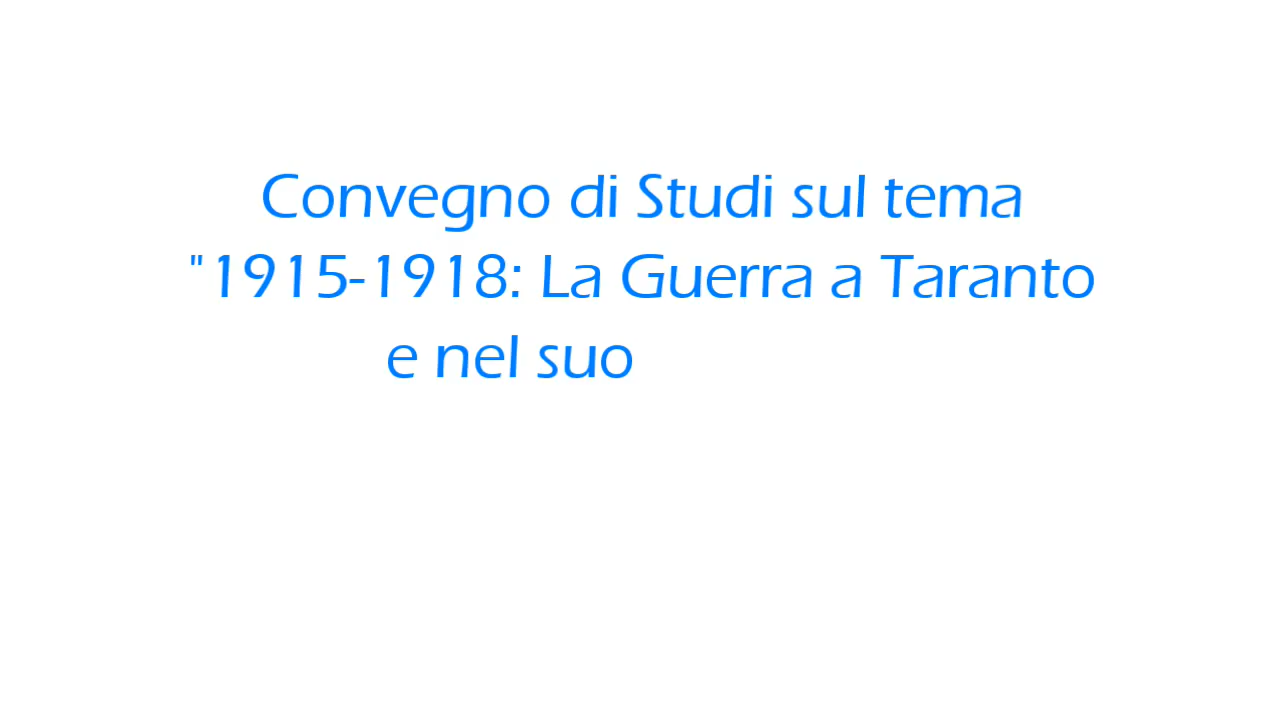 Convegno di Studi sul tema
"1915-1918: La Guerra a Taranto
e nel suo